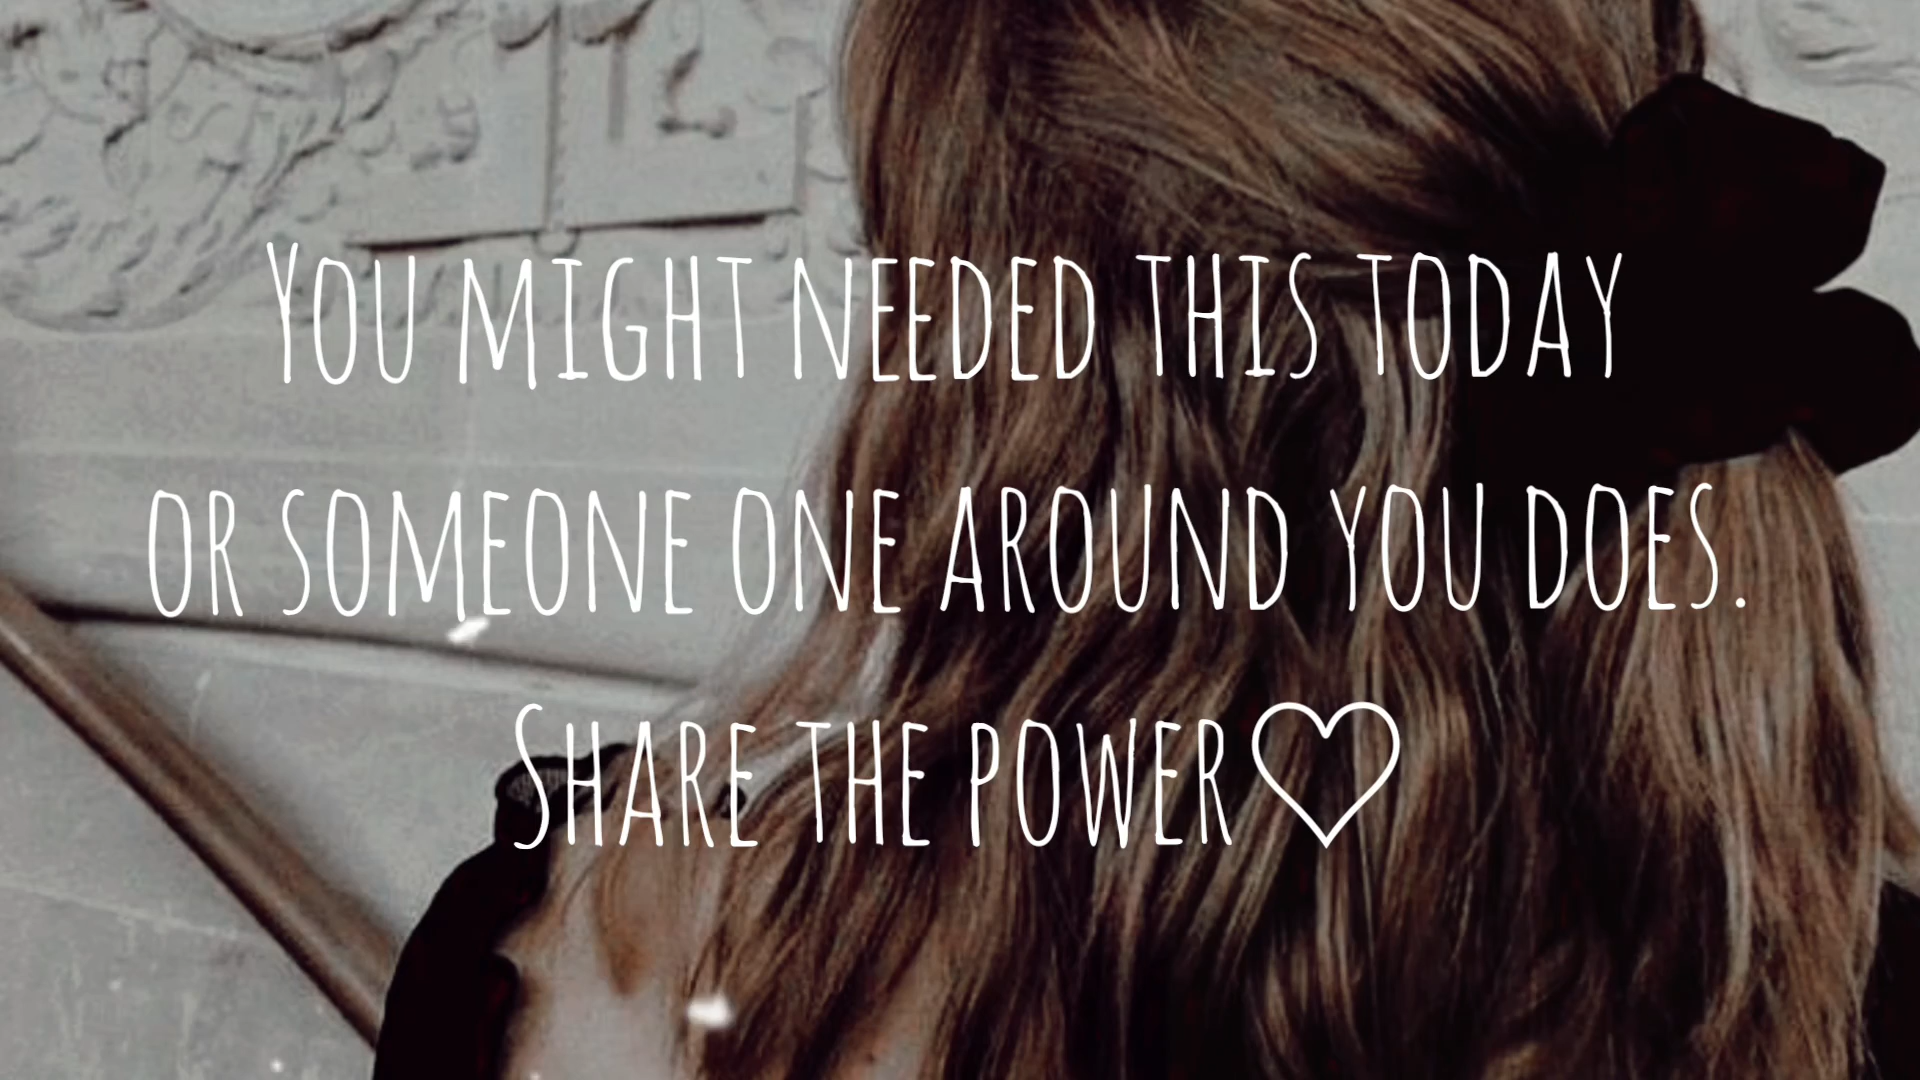 You might needed this today
or someone one around you does.
Share the power♡